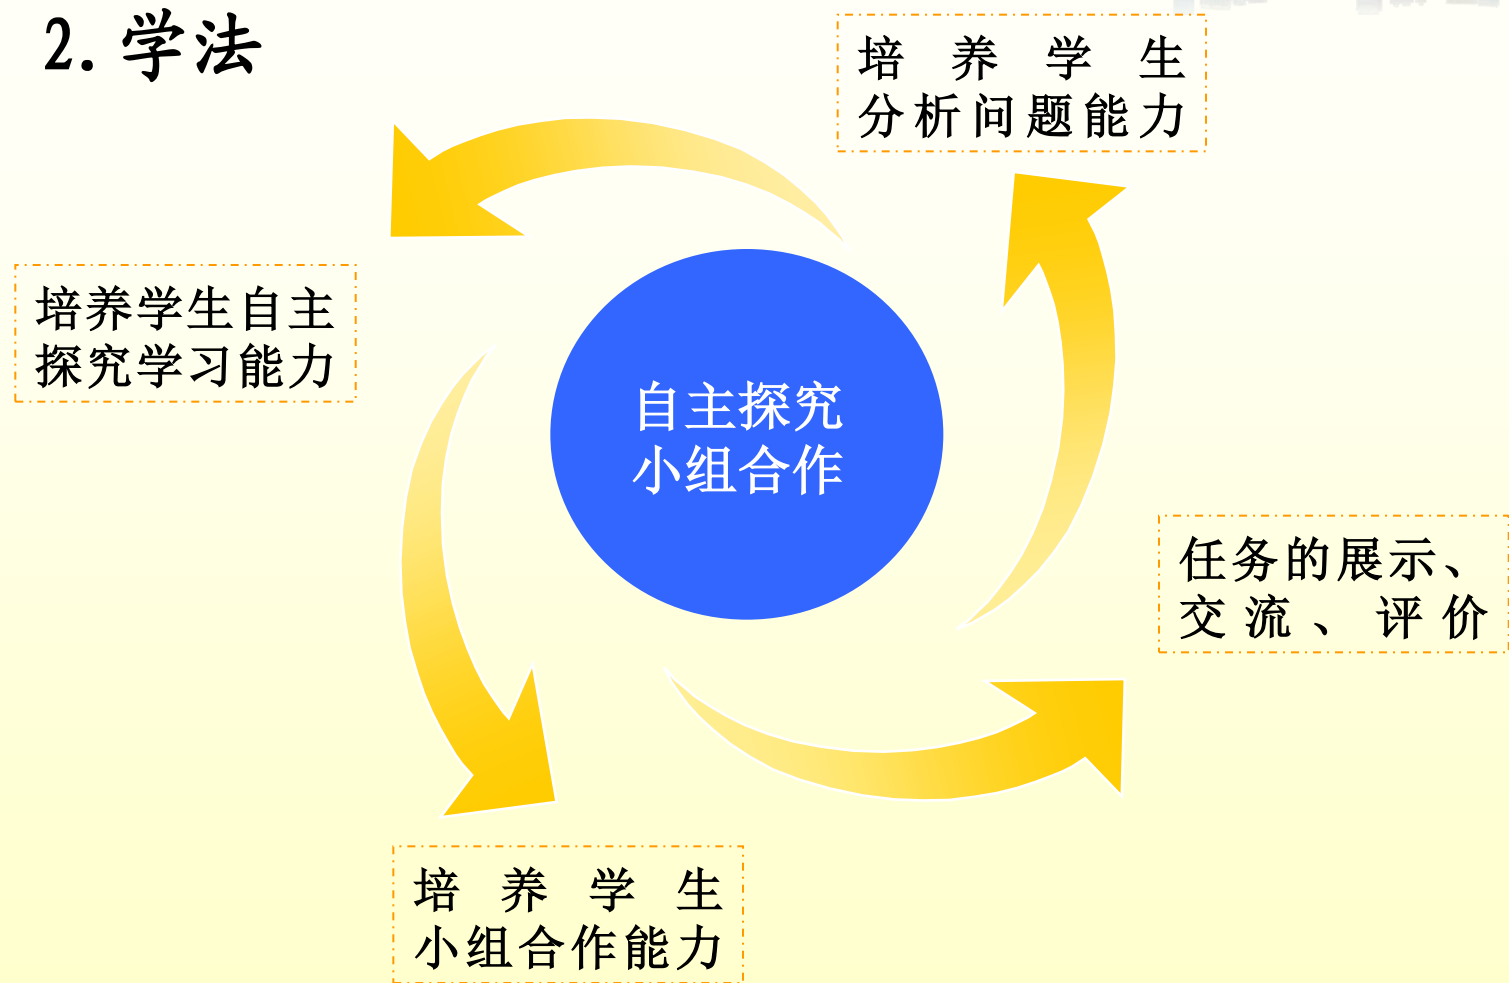 2.学法
培养学生
分析问题能力
培养学生自主
探究学习能力
自主探究
小组合作
任务的展示、
交流、评价
培养学生
小组合作能力